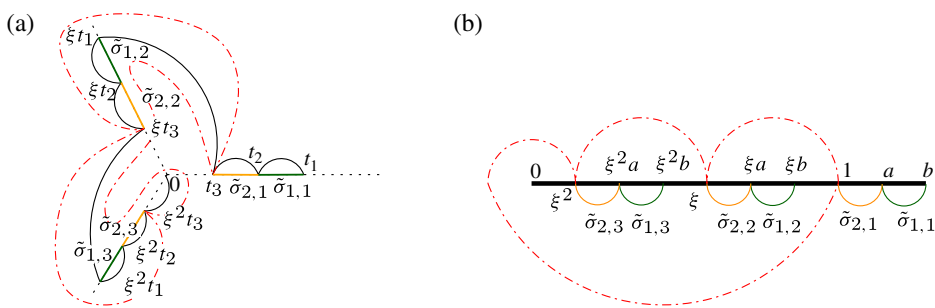 (a)
(b)
ξt₁
σ̃₁,₂
ξt₂
σ̃₂,₂
ξt₃
t₂
t₁
0
t₃
σ̃₂,₁
σ̃₁,₁
σ̃₂,₃
ξ²t₃
σ̃₁,₃
ξ²t₂
ξ²t₁
0 ξ²a ξ²b ξa ξb 1 a b
ξ² ξ
σ̃₂,₃ σ̃₁,₃ σ̃₂,₂ σ̃₁,₂ σ̃₂,₁ σ̃₁,₁